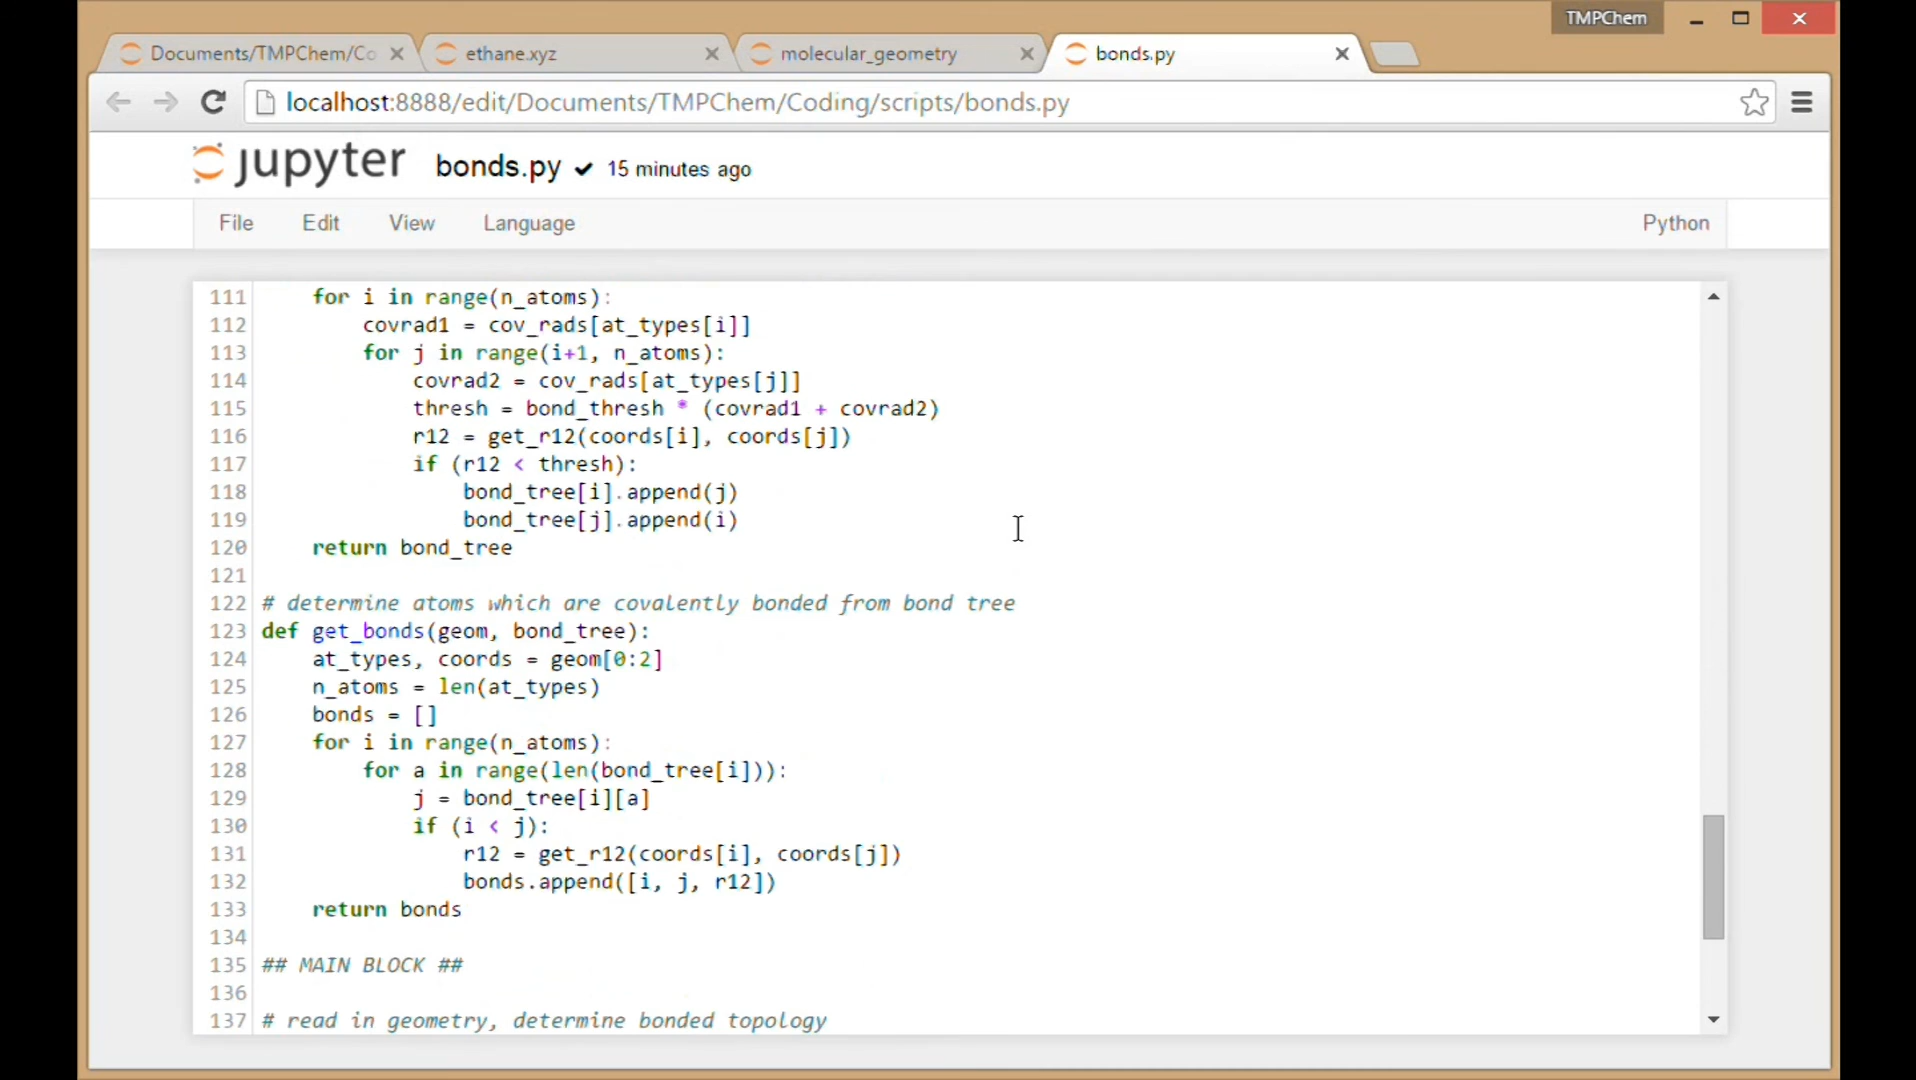 TMPChem
Documents/TMPChem/Co
ethane.xyz
molecular_geometry
bonds.py
localhost:8888/edit/Documents/TMPChem/Coding/scripts/bonds.py
jupyter bonds.py ✔ 15 minutes ago
File Edit View Language Python
111     for i in range(n_atoms):
112         covrad1 = cov_rads[at_types[i]]
113         for j in range(i+1, n_atoms):
114             covrad2 = cov_rads[at_types[j]]
115             thresh = bond_thresh * (covrad1 + covrad2)
116             r12 = get_r12(coords[i], coords[j])
117             if (r12 < thresh):
118                 bond_tree[i].append(j)
119                 bond_tree[j].append(i)
120     return bond_tree
121
122 # determine atoms which are covalently bonded from bond tree
123 def get_bonds(geom, bond_tree):
124     at_types, coords = geom[0:2]
125     n_atoms = len(at_types)
126     bonds = []
127     for i in range(n_atoms):
128         for a in range(len(bond_tree[i])):
129             j = bond_tree[i][a]
130             if (i < j):
131                 r12 = get_r12(coords[i], coords[j])
132                 bonds.append([i, j, r12])
133     return bonds
134
135 ## MAIN BLOCK ##
136
137 # read in geometry, determine bonded topology